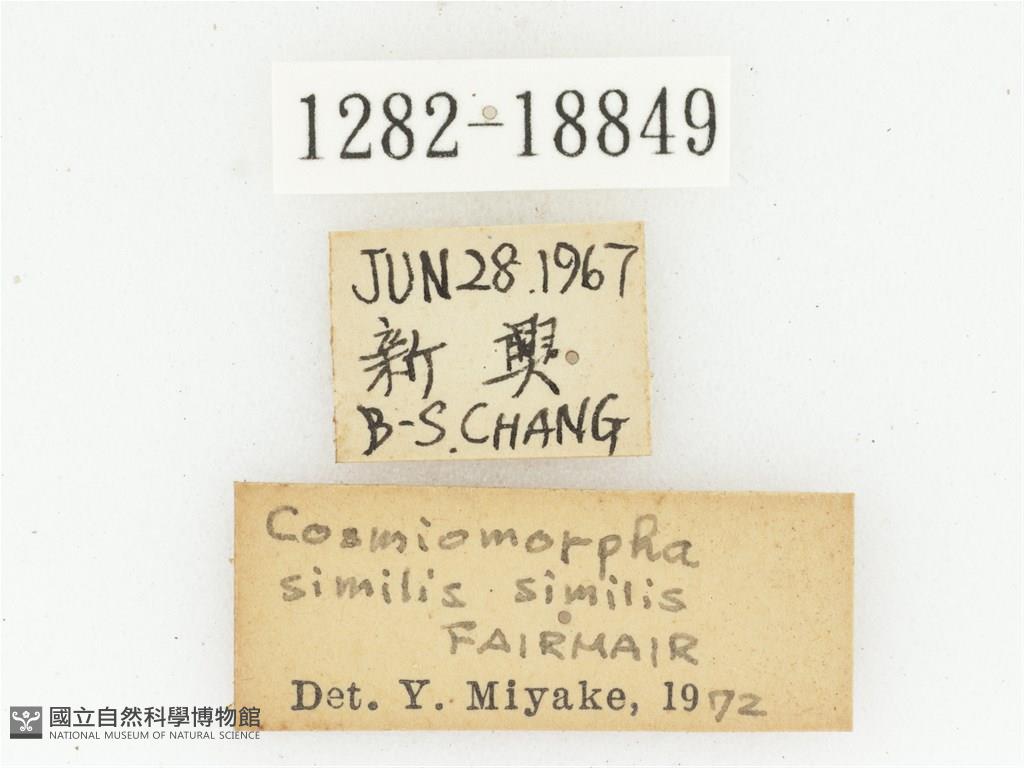 1282-18849
JUN 28.1967
新興
B-S.CHANG
Cosmiomorpha
similis similis
FAIRMAIR
Det. Y. Miyake, 1972
國立自然科學博物館
NATIONAL MUSEUM OF NATURAL SCIENCE